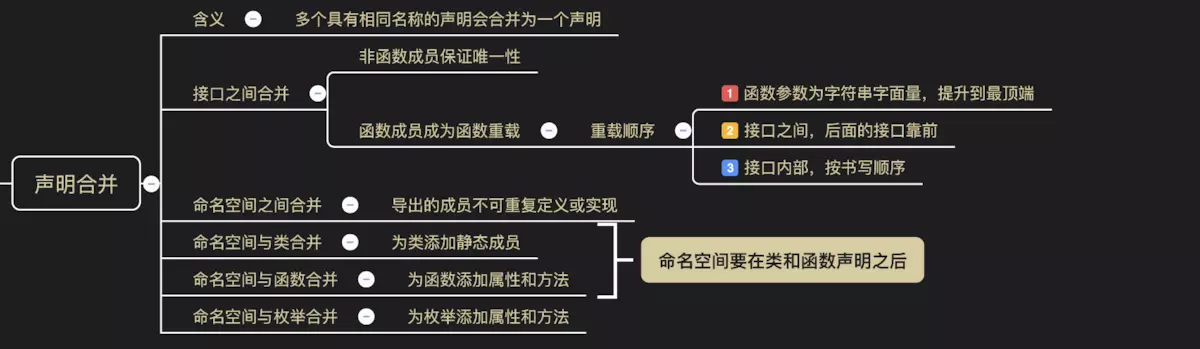 含义
多个具有相同名称的声明会合并为一个声明
非函数成员保证唯一性
接口之间合并
1 函数参数为字符串字面量，提升到最顶端
函数成员成为函数重载
重载顺序
2 接口之间，后面的接口靠前
3 接口内部，按书写顺序
声明合并
命名空间之间合并
导出的成员不可重复定义或实现
命名空间与类合并
为类添加静态成员
命名空间要在类和函数声明之后
命名空间与函数合并
为函数添加属性和方法
命名空间与枚举合并
为枚举添加属性和方法